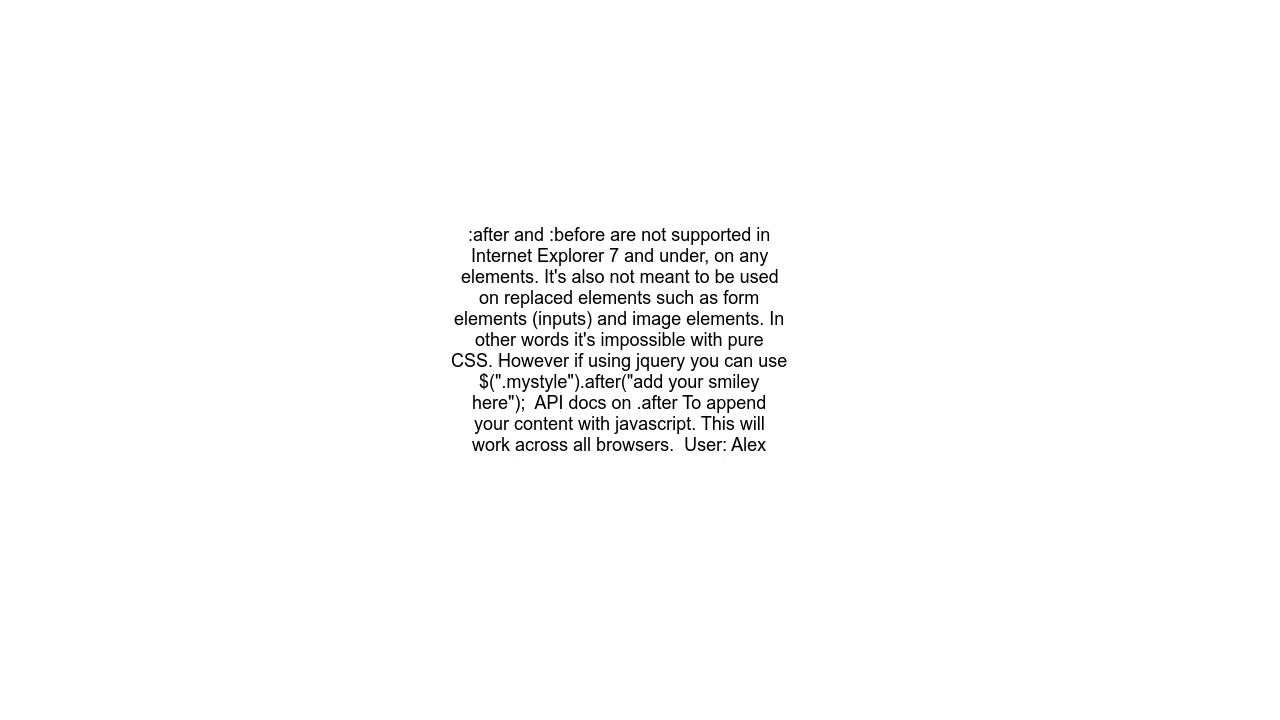 :after and :before are not supported in
Internet Explorer 7 and under, on any
elements. It's also not meant to be used
on replaced elements such as form
elements (inputs) and image elements. In
other words it's impossible with pure
CSS. However if using jquery you can use
$(".mystyle").after("add your smiley
here");  API docs on .after To append
your content with javascript. This will
work across all browsers.  User: Alex